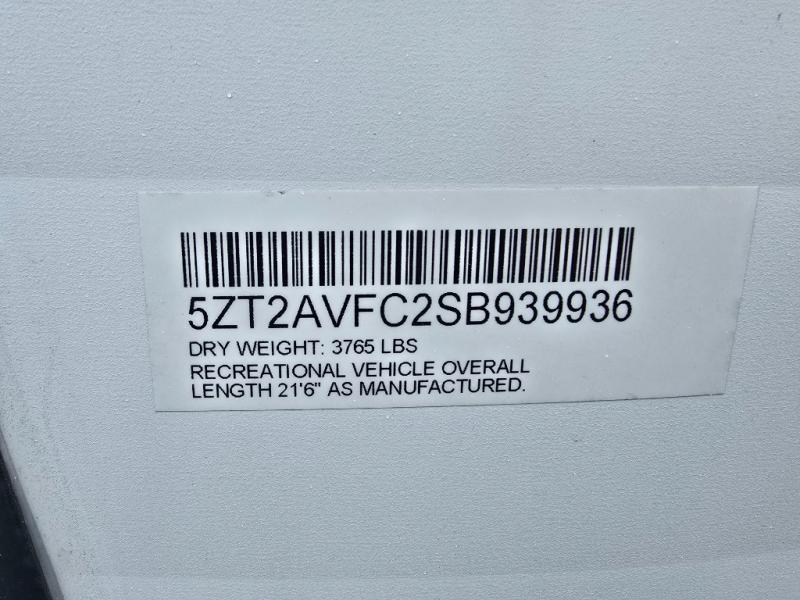 5ZT2AVFC2SB939936
DRY WEIGHT: 3765 LBS
RECREATIONAL VEHICLE OVERALL
LENGTH 21'6" AS MANUFACTURED.